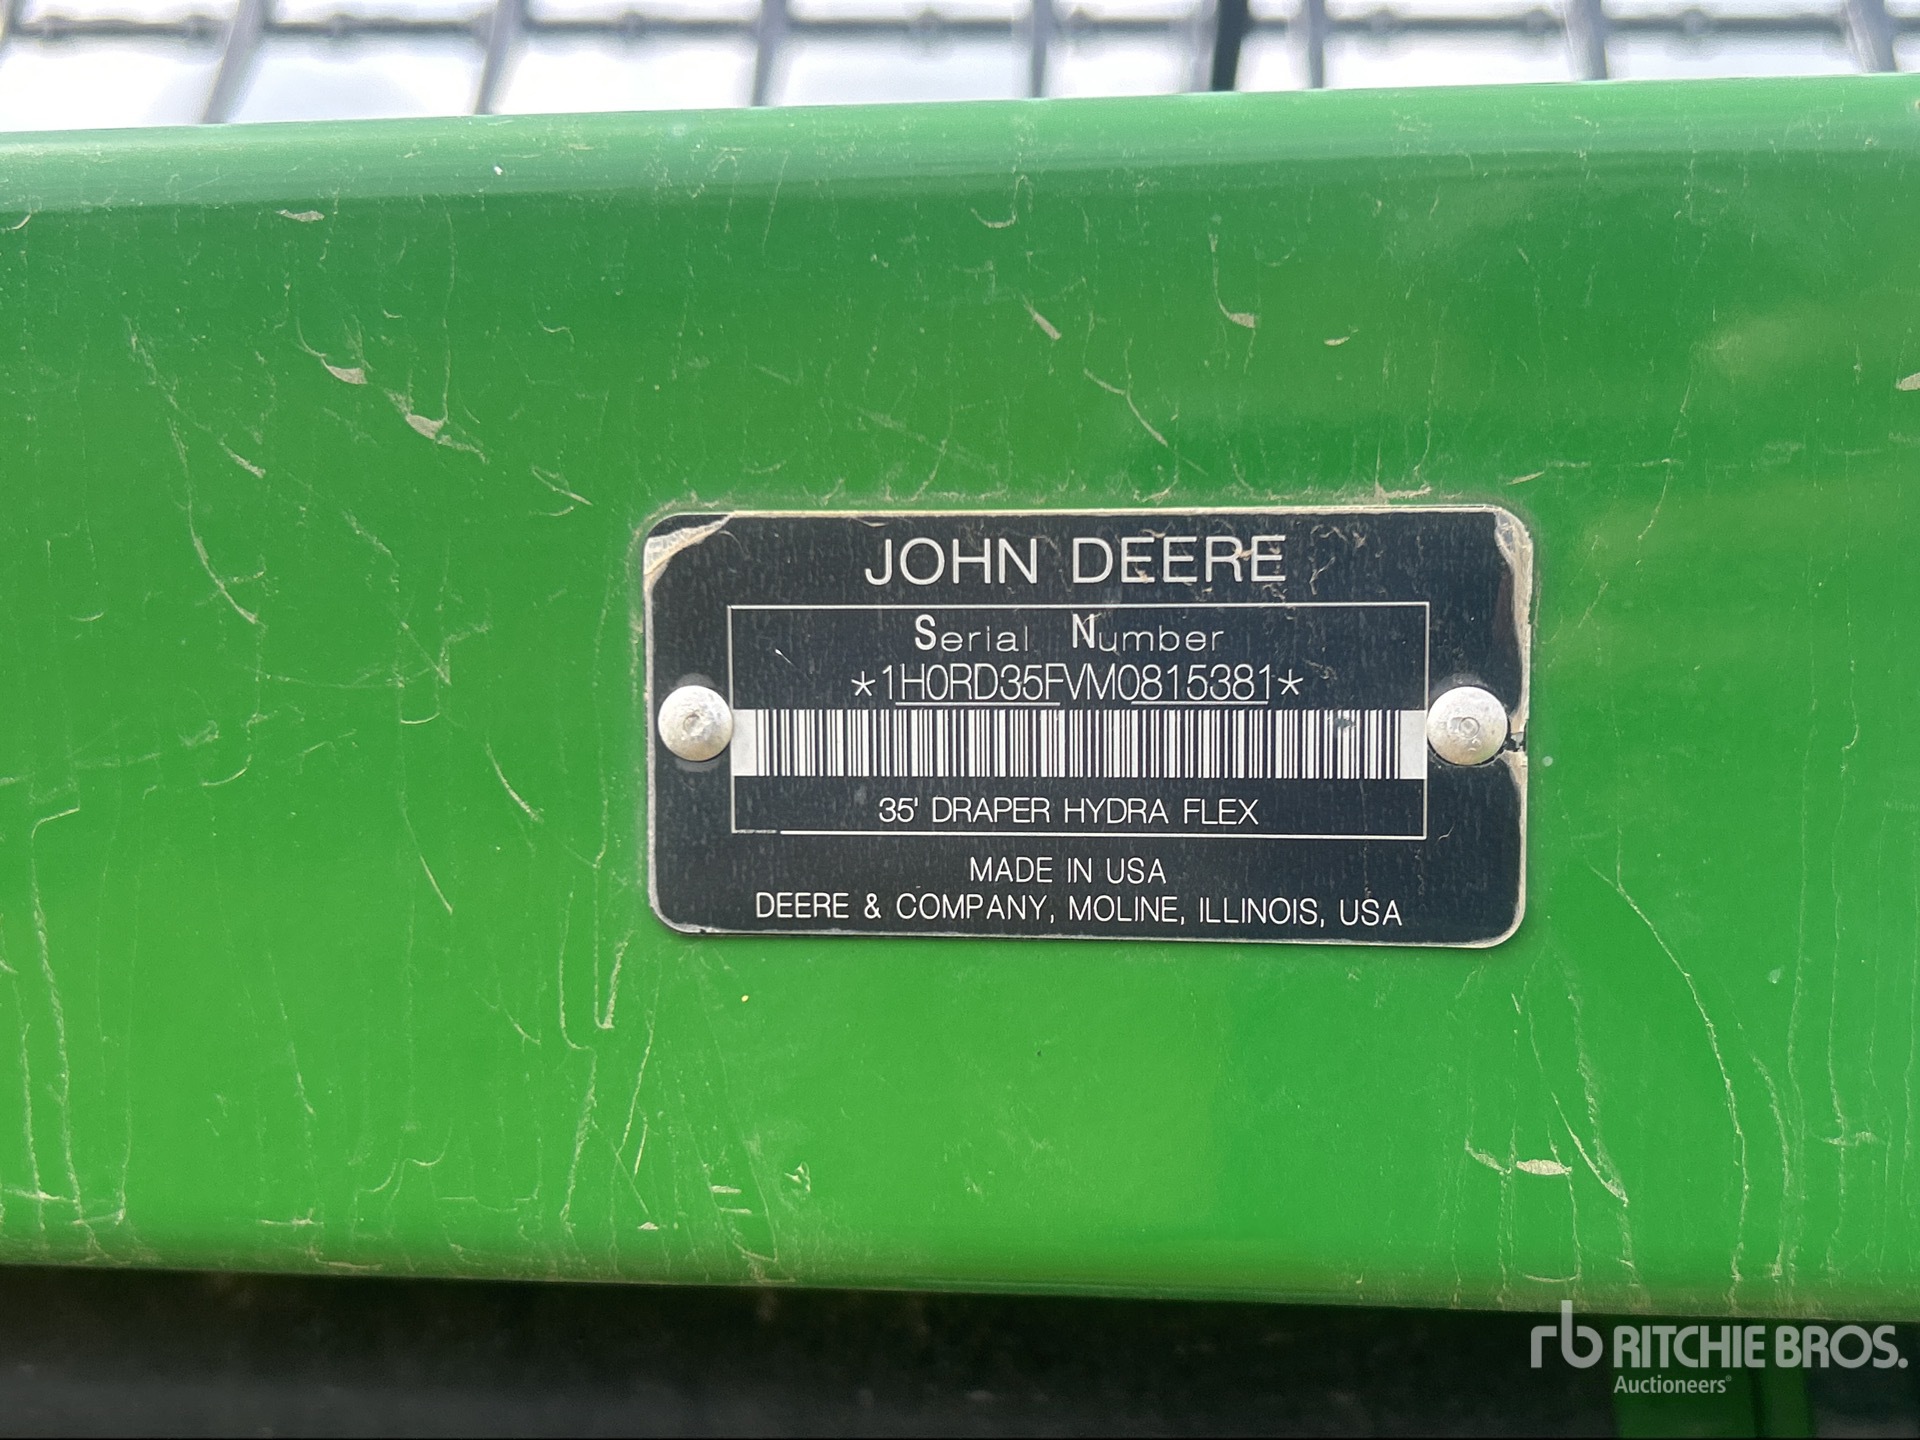 JOHN DEERE
Serial Number
*1H0RD35FVM0815381*
35' DRAPER HYDRA FLEX
MADE IN USA
DEERE & COMPANY, MOLINE, ILLINOIS, USA
rb RITCHIE BROS.
Auctioneers®